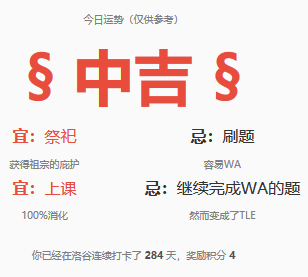 今日运势（仅供参考）
§ 中吉 §
宜：祭祀 忌：刷题
获得祖宗的庇护 容易WA
宜：上课 忌：继续完成WA的题
100%消化 然而变成了TLE
你已经在洛谷连续打卡了 284 天，奖励积分 4